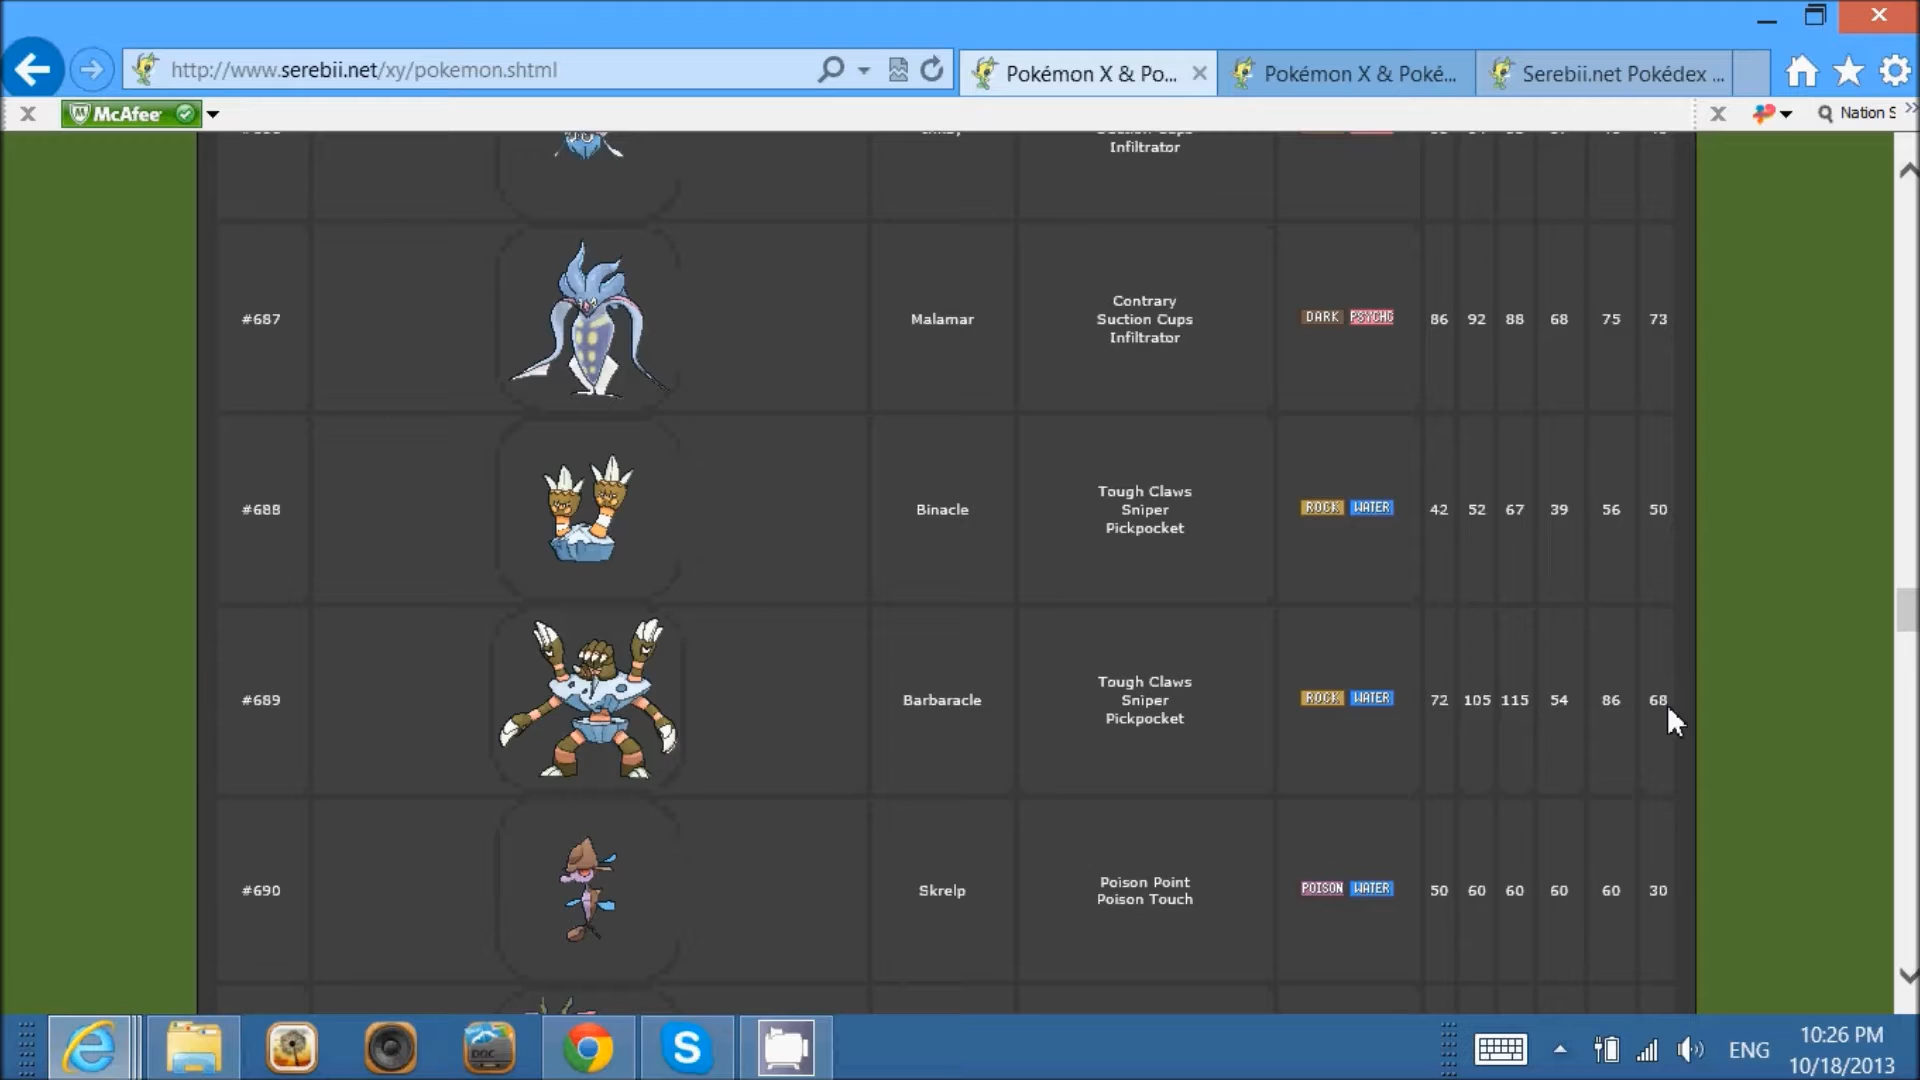 http://www.serebii.net/xy/pokemon.shtml
Pokémon X & Po...
Pokémon X & Poké...
Serebii.net Pokédex ...
McAfee
Nation S
Infiltrator
#687
Malamar
Contrary
Suction Cups
Infiltrator
DARK PSYCHC
86 92 88 68 75 73
#688
Binacle
Tough Claws
Sniper
Pickpocket
ROCK WATER
42 52 67 39 56 50
#689
Barbaracle
Tough Claws
Sniper
Pickpocket
ROCK WATER
72 105 115 54 86 68
#690
Skrelp
Poison Point
Poison Touch
POISON WATER
50 60 60 60 60 30
DOC
ENG
10:26 PM
10/18/2013